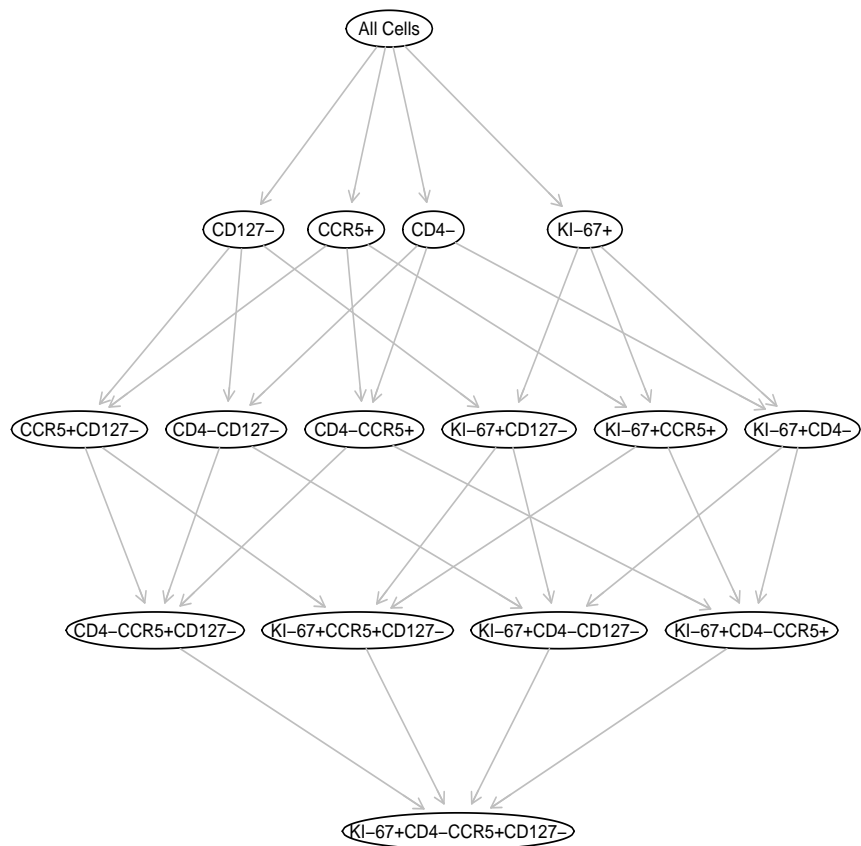 All Cells
CD127−
CCR5+
CD4−
KI−67+
CCR5+CD127−
CD4−CD127−
CD4−CCR5+
KI−67+CD127−
KI−67+CCR5+
KI−67+CD4−
CD4−CCR5+CD127−
KI−67+CCR5+CD127−
KI−67+CD4−CD127−
KI−67+CD4−CCR5+
KI−67+CD4−CCR5+CD127−